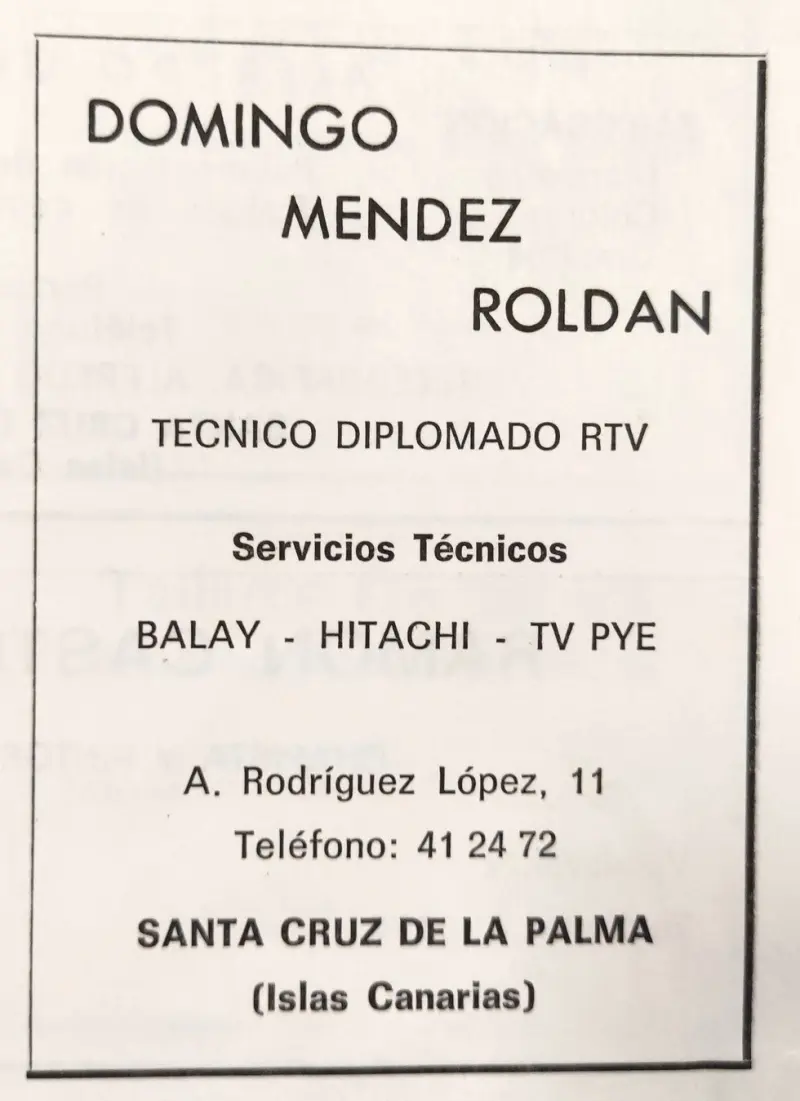 DOMINGO
MENDEZ
ROLDAN
TECNICO DIPLOMADO RTV
Servicios Técnicos
BALAY - HITACHI - TV PYE
A. Rodríguez López, 11
Teléfono: 41 24 72
SANTA CRUZ DE LA PALMA
(Islas Canarias)